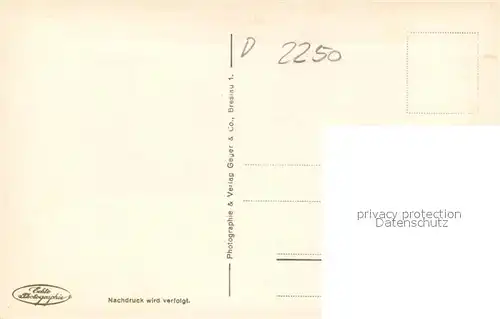 D 2250
Photographie & Verlag Geyer & Co., Breslau 1.
privacy protection
Datenschutz
Echte
Photographie
Nachdruck wird verfolgt.